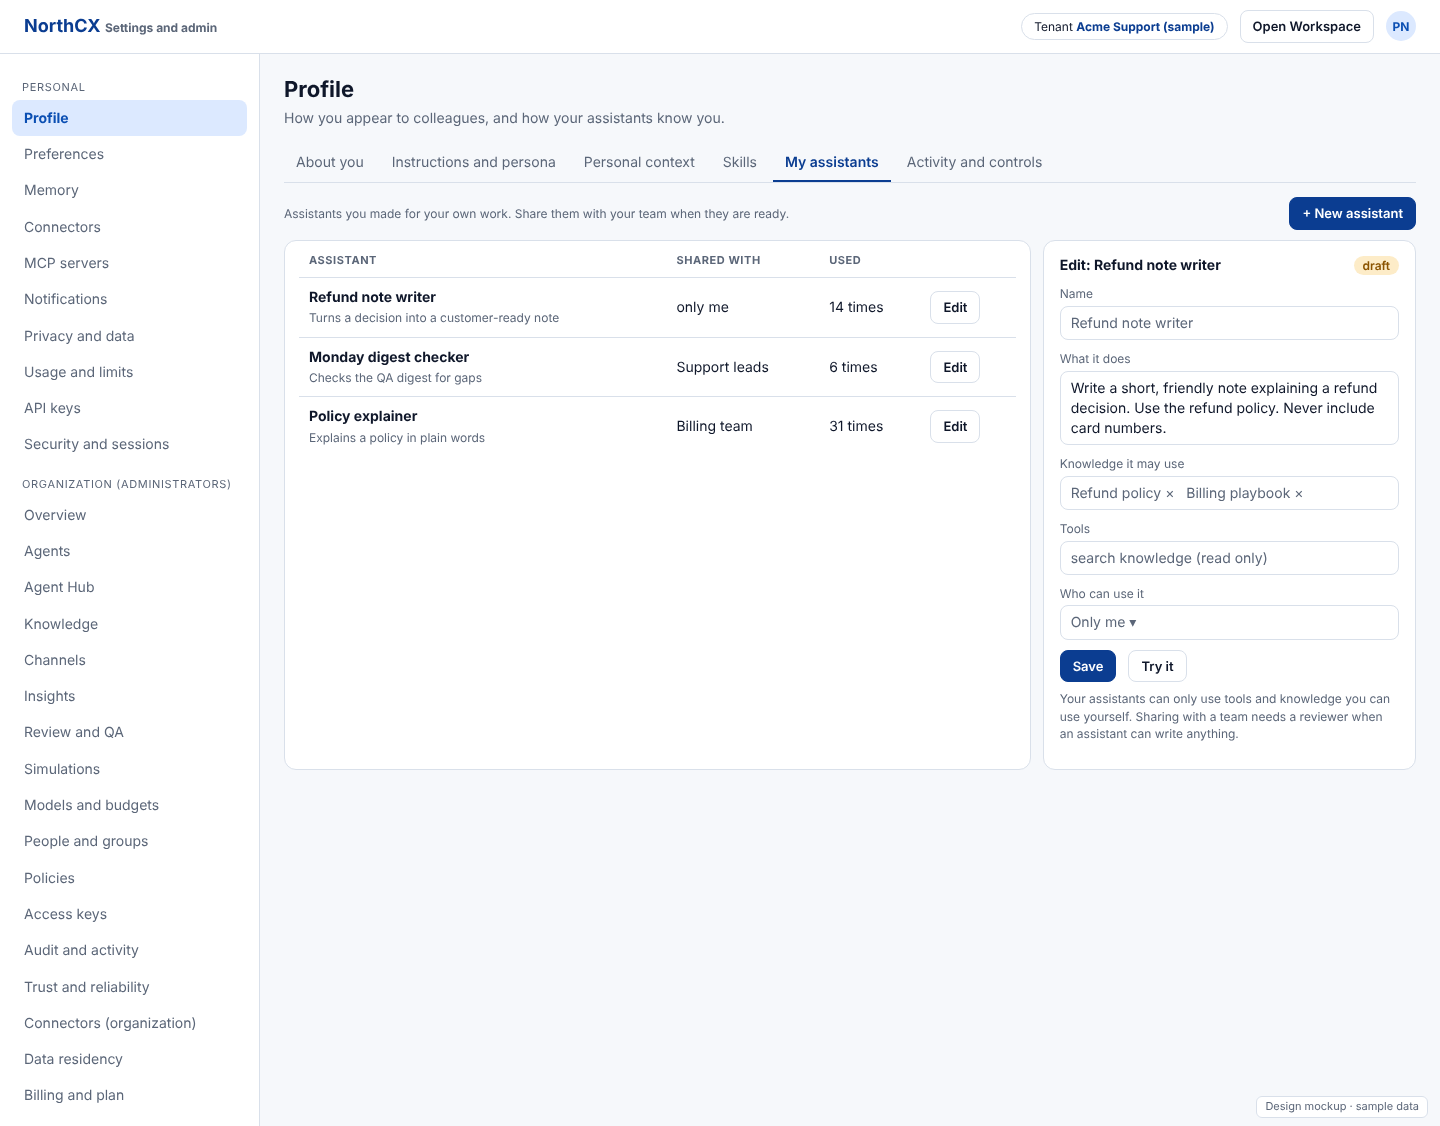 NorthCX Settings and admin
Tenant Acme Support (sample)
Open Workspace
PN
PERSONAL
Profile
Preferences
Memory
Connectors
MCP servers
Notifications
Privacy and data
Usage and limits
API keys
Security and sessions
ORGANIZATION (ADMINISTRATORS)
Overview
Agents
Agent Hub
Knowledge
Channels
Insights
Review and QA
Simulations
Models and budgets
People and groups
Policies
Access keys
Audit and activity
Trust and reliability
Connectors (organization)
Data residency
Billing and plan
Profile
How you appear to colleagues, and how your assistants know you.
About you Instructions and persona Personal context Skills My assistants Activity and controls
Assistants you made for your own work. Share them with your team when they are ready.
+ New assistant
ASSISTANT SHARED WITH USED
Refund note writer
Turns a decision into a customer-ready note
only me 14 times Edit
Monday digest checker
Checks the QA digest for gaps
Support leads 6 times Edit
Policy explainer
Explains a policy in plain words
Billing team 31 times Edit
Edit: Refund note writer draft
Name
Refund note writer
What it does
Write a short, friendly note explaining a refund
decision. Use the refund policy. Never include
card numbers.
Knowledge it may use
Refund policy × Billing playbook ×
Tools
search knowledge (read only)
Who can use it
Only me ▾
Save Try it
Your assistants can only use tools and knowledge you can
use yourself. Sharing with a team needs a reviewer when
an assistant can write anything.
Design mockup · sample data